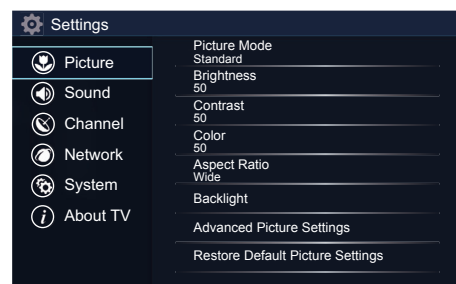 Settings
Picture
Sound
Channel
Network
System
About TV
Picture Mode
Standard
Brightness
50
Contrast
50
Color
50
Aspect Ratio
Wide
Backlight
Advanced Picture Settings
Restore Default Picture Settings